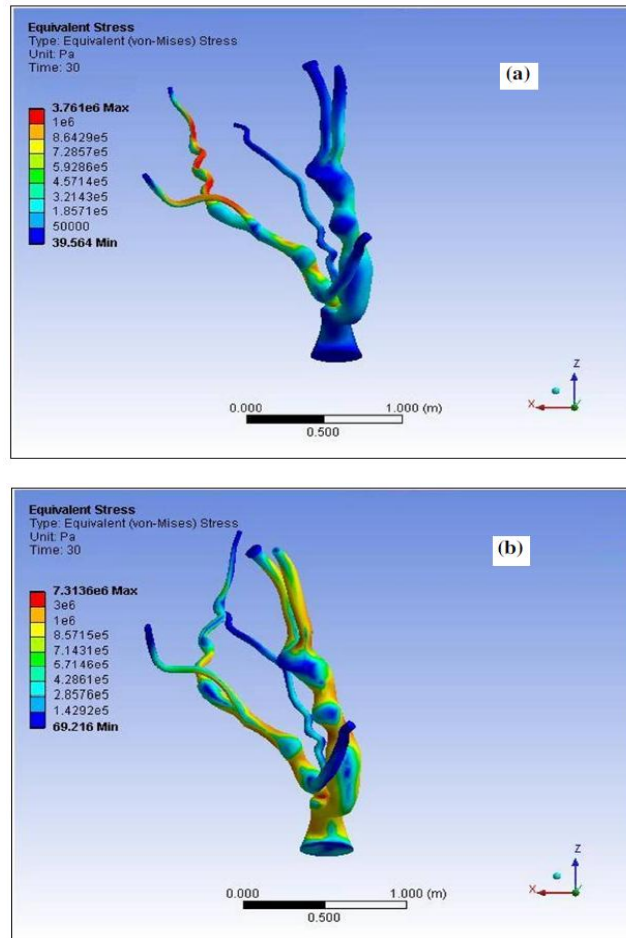 Equivalent Stress
Type: Equivalent (von-Mises) Stress
Unit: Pa
Time: 30
(a)
3.761e6 Max
1e6
8.6429e5
7.2857e5
5.9286e5
4.5714e5
3.2143e5
1.8571e5
50000
39.564 Min
Z
X
0.000
1.000 (m)
0.500
Equivalent Stress
Type: Equivalent (von-Mises) Stress
Unit: Pa
Time: 30
(b)
7.3136e6 Max
3e6
1e6
8.5715e5
7.1431e5
5.7146e5
4.2861e5
2.8576e5
1.4292e5
69.216 Min
Z
X
0.000
1.000 (m)
0.500